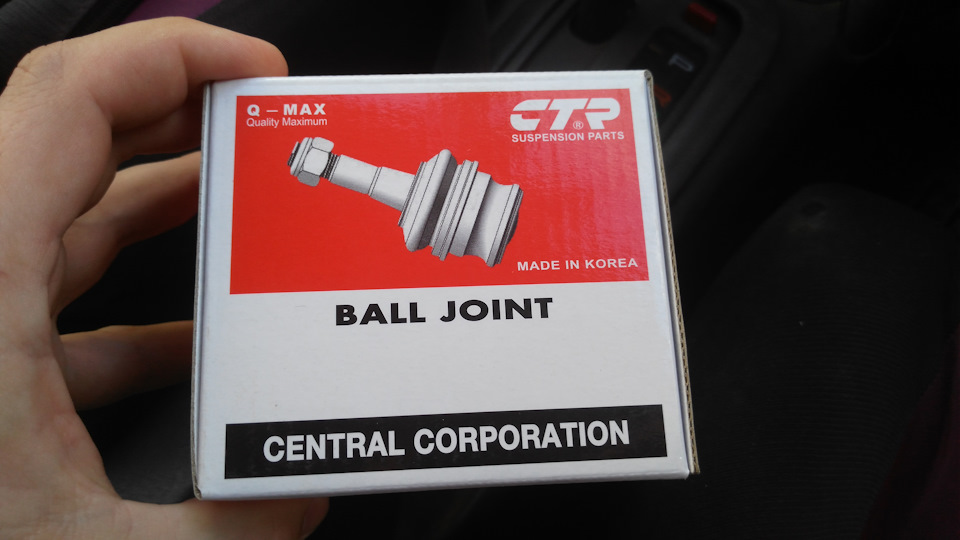 Q – MAX
Quality Maximum
CTR®
SUSPENSION PARTS
MADE IN KOREA
BALL JOINT
CENTRAL CORPORATION
P